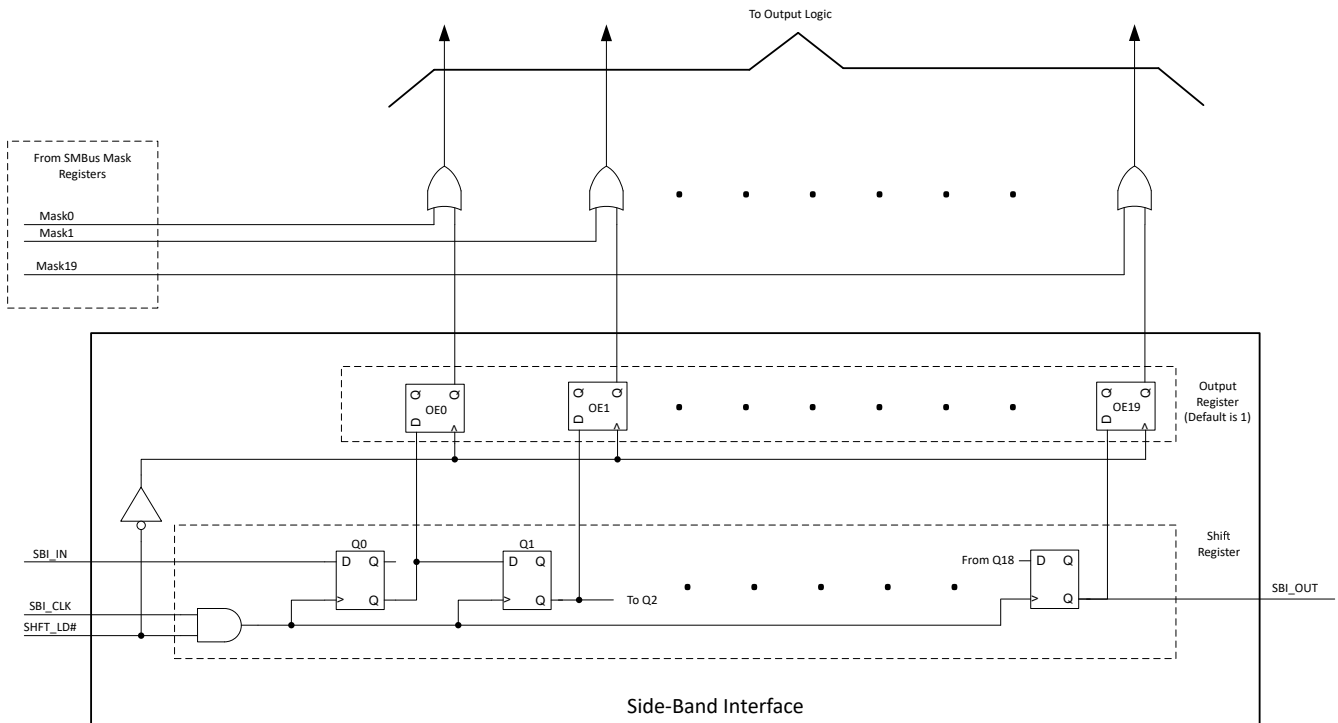 To Output Logic
From SMBus Mask
Registers
Mask0
Mask1
Mask19
Q Q
OE0
D >
Q Q
OE1
D >
Q Q
OE19
D >
Output
Register
(Default is 1)
Q0
Q1
Shift
Register
SBI_IN
D Q
D Q
From Q18
D Q
SBI_CLK
> Q
> Q
To Q2
> Q
SBI_OUT
SHFT_LD#
Side-Band Interface